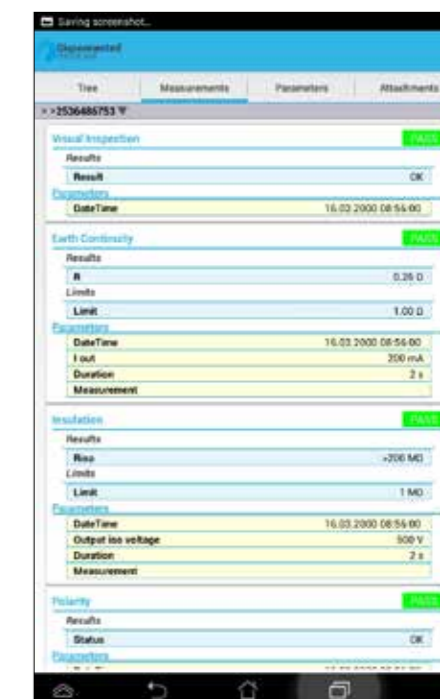 Saving screenshot...
Tree Measurements Parameters Attachments
> >2536486753
Visual Inspection PASS
Results
Result OK
Parameters
DateTime 16.03.2000 08:56:00
Earth Continuity PASS
Results
R 0.26 Ω
Limits
Limit 1.00 Ω
Parameters
DateTime 16.03.2000 08:56:00
I out 200 mA
Duration 2 s
Measurement
Insulation PASS
Results
Riso >200 MΩ
Limits
Limit 1 MΩ
Parameters
DateTime 16.03.2000 08:56:00
Output iso voltage 500 V
Duration 2 s
Measurement
Polarity PASS
Results
Status OK
Parameters